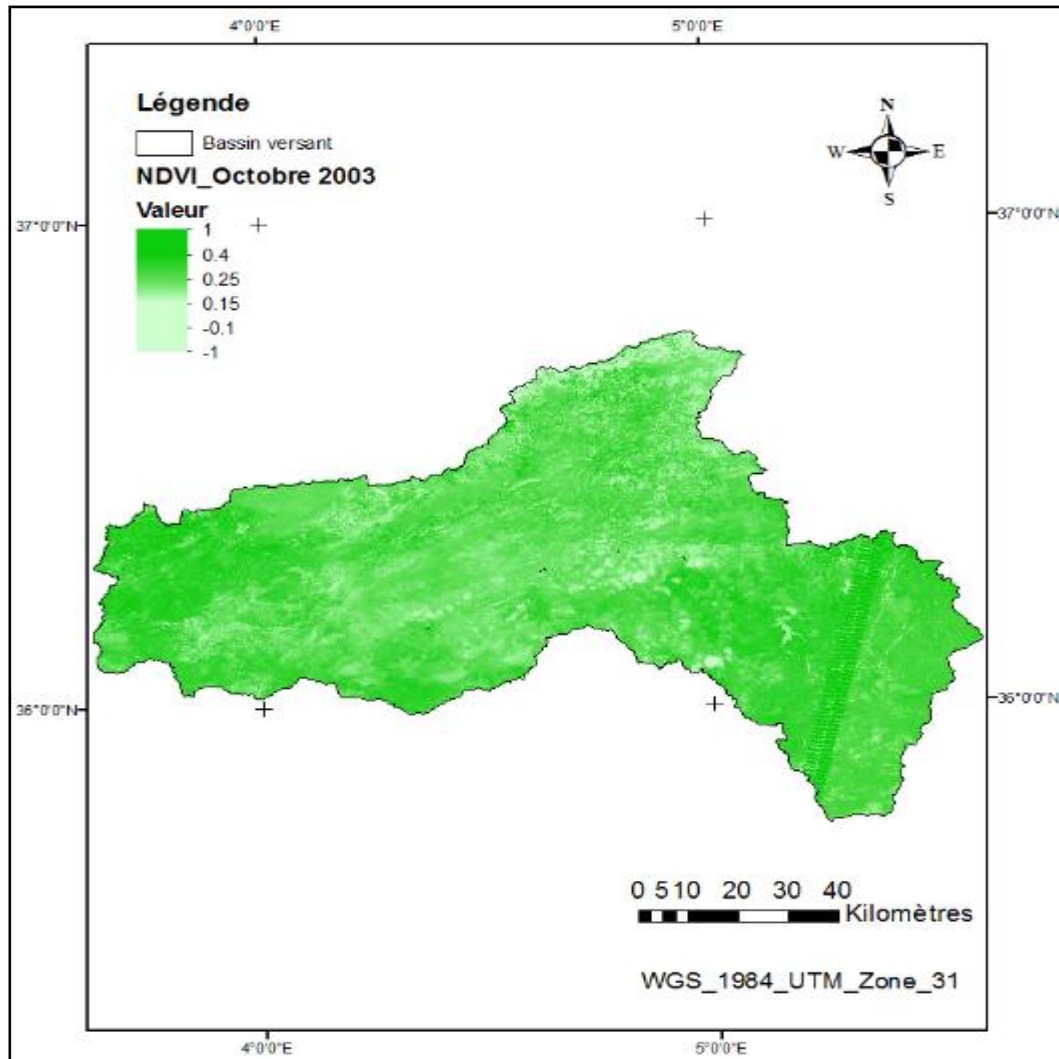 4°0'0"E 5°0'0"E
Légende
Bassin versant
NDVI_Octobre 2003
Valeur
1
0.4
0.25
0.15
-0.1
-1
N
W E
S
37°0'0"N 37°0'0"N
36°0'0"N 36°0'0"N
0 5 10 20 30 40
Kilomètres
WGS_1984_UTM_Zone_31
4°0'0"E 5°0'0"E